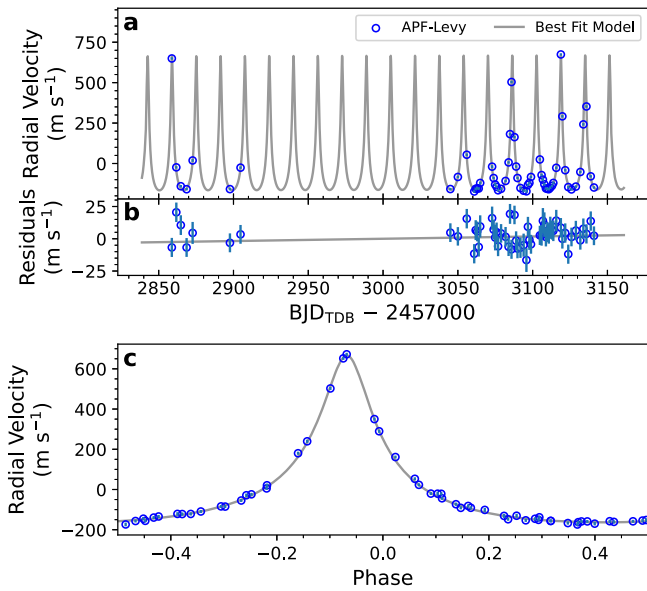 a
APF-Levy
Best Fit Model
750
500
250
0
Radial Velocity
(m s⁻¹)
b
25
0
−25
Residuals
(m s⁻¹)
2850 2900 2950 3000 3050 3100 3150
BJD_TDB − 2457000
c
600
400
200
0
−200
Radial Velocity
(m s⁻¹)
−0.4 −0.2 0.0 0.2 0.4
Phase